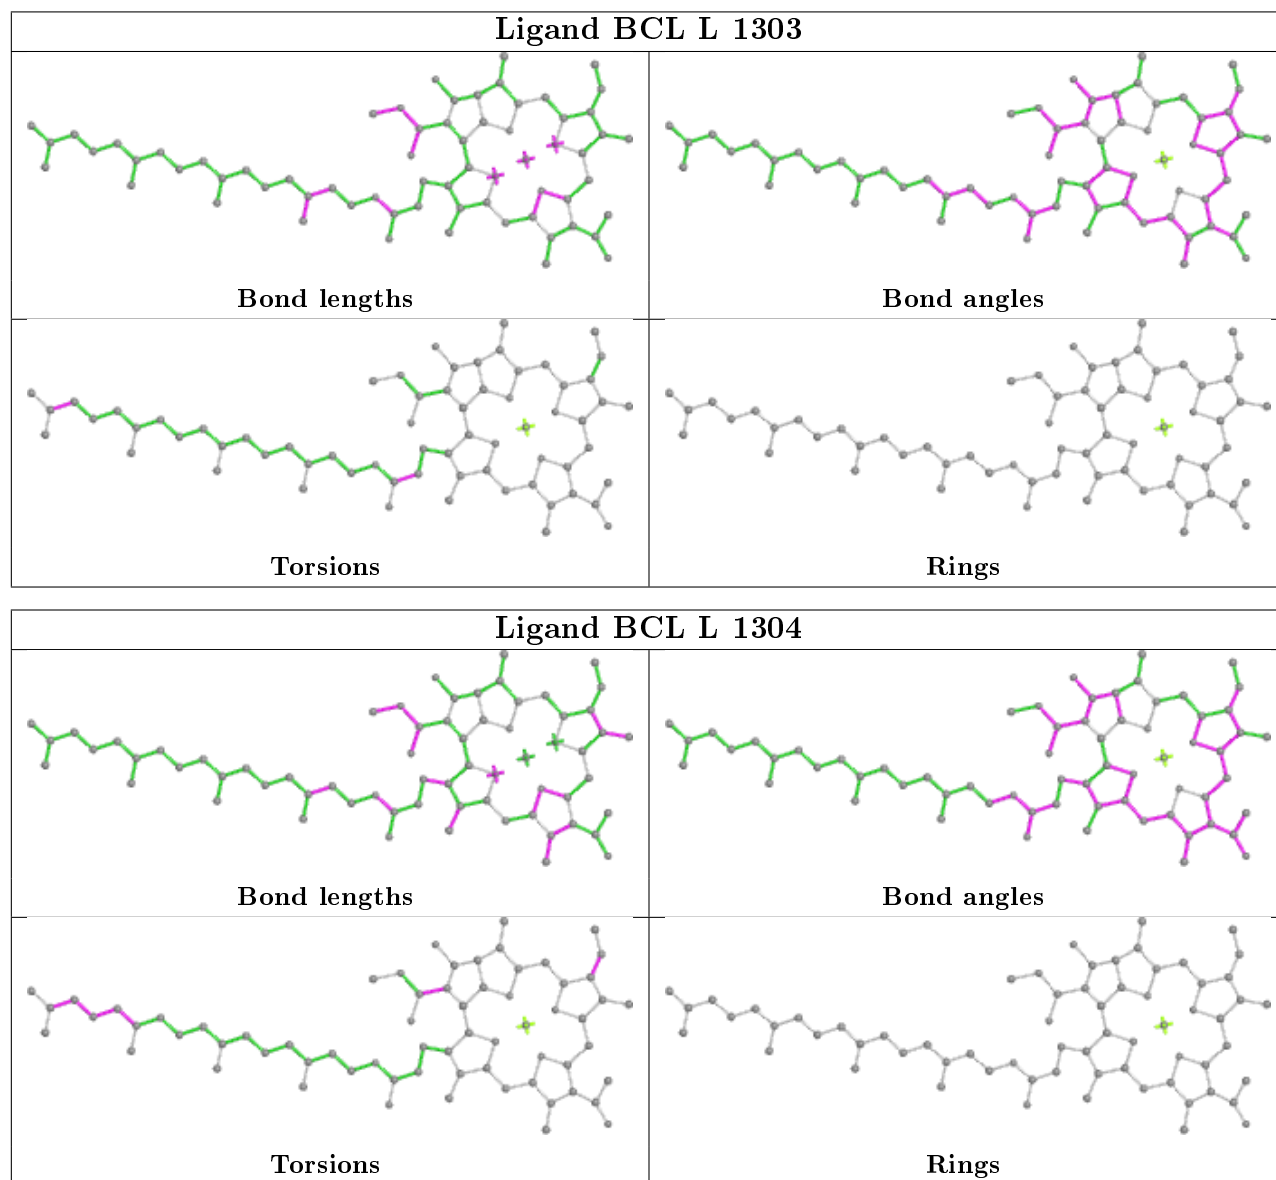 Ligand BCL L 1303
Bond lengths
Bond angles
Torsions
Rings
Ligand BCL L 1304
Bond lengths
Bond angles
Torsions
Rings